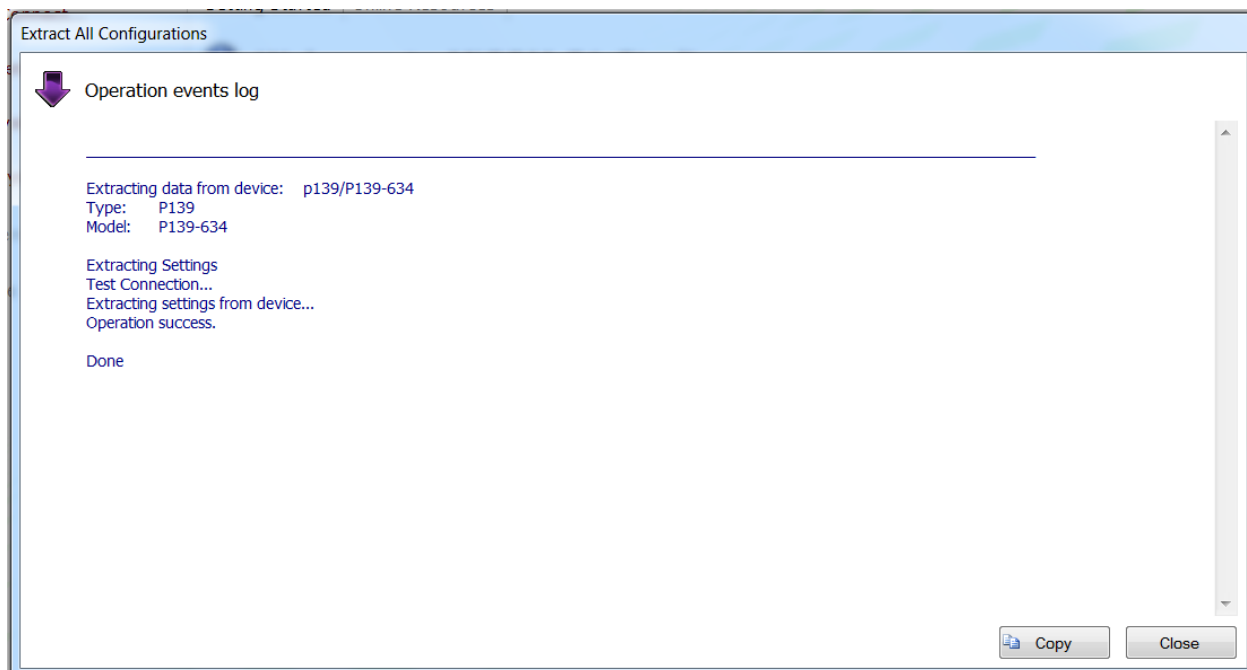 Extract All Configurations
Operation events log
Extracting data from device: p139/P139-634
Type: P139
Model: P139-634
Extracting Settings
Test Connection...
Extracting settings from device...
Operation success.
Done
Copy
Close